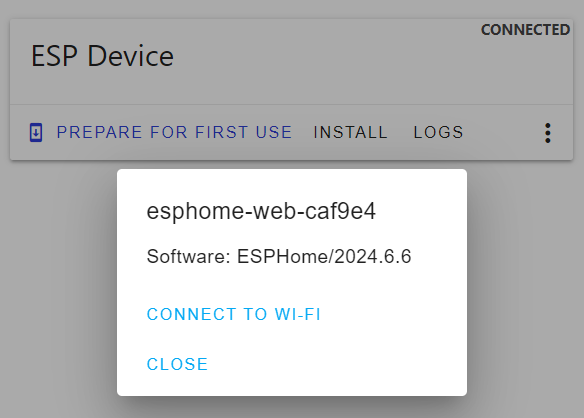 CONNECTED
ESP Device
PREPARE FOR FIRST USE INSTALL LOGS
esphome-web-caf9e4
Software: ESPHome/2024.6.6
CONNECT TO WI-FI
CLOSE